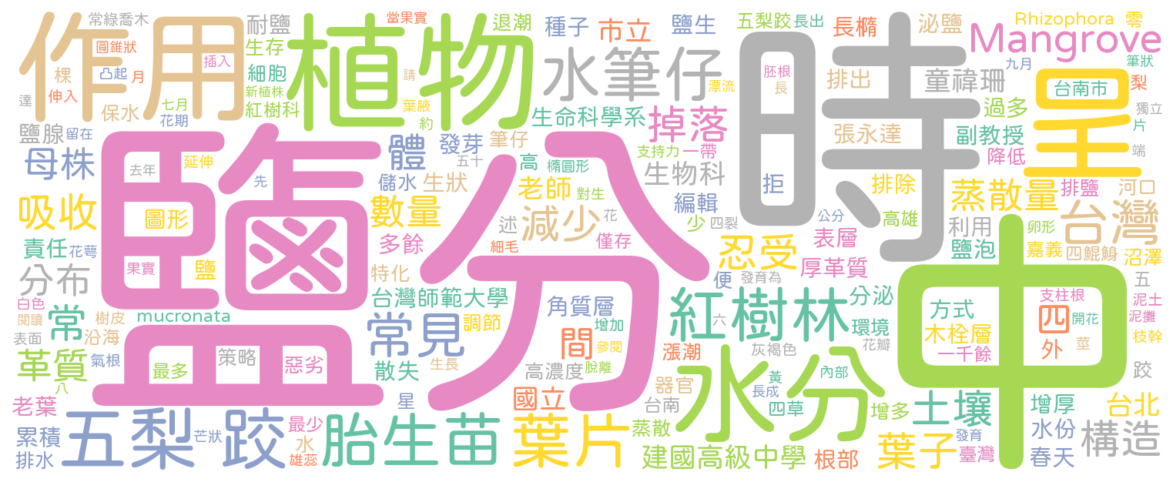 常綠喬木
作用
圓錐狀
棵
凸起
月
伸入
耐鹽
生存
插入
細胞
當果實
植物
退潮
種子
市立
鹽生
水筆仔
五梨跤
長出
長橢
泌鹽
Rhizophora
零
筆狀
Mangrove
九月
梨
達
保水
七月
花期
新植株
紅樹科
請
葉腋
約
漂流
生命科學系
掉落
胚根
長
時
排出
童褘珊
過多
呈
台南市
獨立
片
端
鹽腺
留在
母株
去年
延伸
先
鹽分
體
發芽
筆仔
五十
高
橢圓形
支持力
一帶
張永達
副教授
降低
儲水
生狀
老師
對生
生物科
編輯
拒
排除
蒸散量
排鹽
河口
吸收
圖形
數量
述
花
減少
僅存
少
四裂
公分
高雄
利用
卵形
台灣
責任
花萼
多餘
細毛
忍受
表層
鹽泡
嘉義
四鯤鯓
沼澤
分布
果實
鹽
特化
便
發育為
厚革質
五
白色
閱讀
樹皮
mucronata
常
台灣師範大學
角質層
紅樹林
分泌
方式
支柱根
泥土
泥攤
表面
沿海
氣根
策略
常見
調節
增加
六
環境
木栓層
四
開花
枝幹
革質
八
最多
惡劣
散失
生長
間
參閱
漲潮
灰褐色
花瓣
一千餘
外
莖
高濃度
脫離
水分
黃
內部
中
跤
老葉
星
國立
器官
長成
台南
四草
增多
土壤
增厚
台北
累積
五梨 跤
芒狀
最少
水
胎生苗
葉片
蒸散
葉子
發育
水份
構造
排水
雄蕊
建國高級中學
根部
臺灣
春天